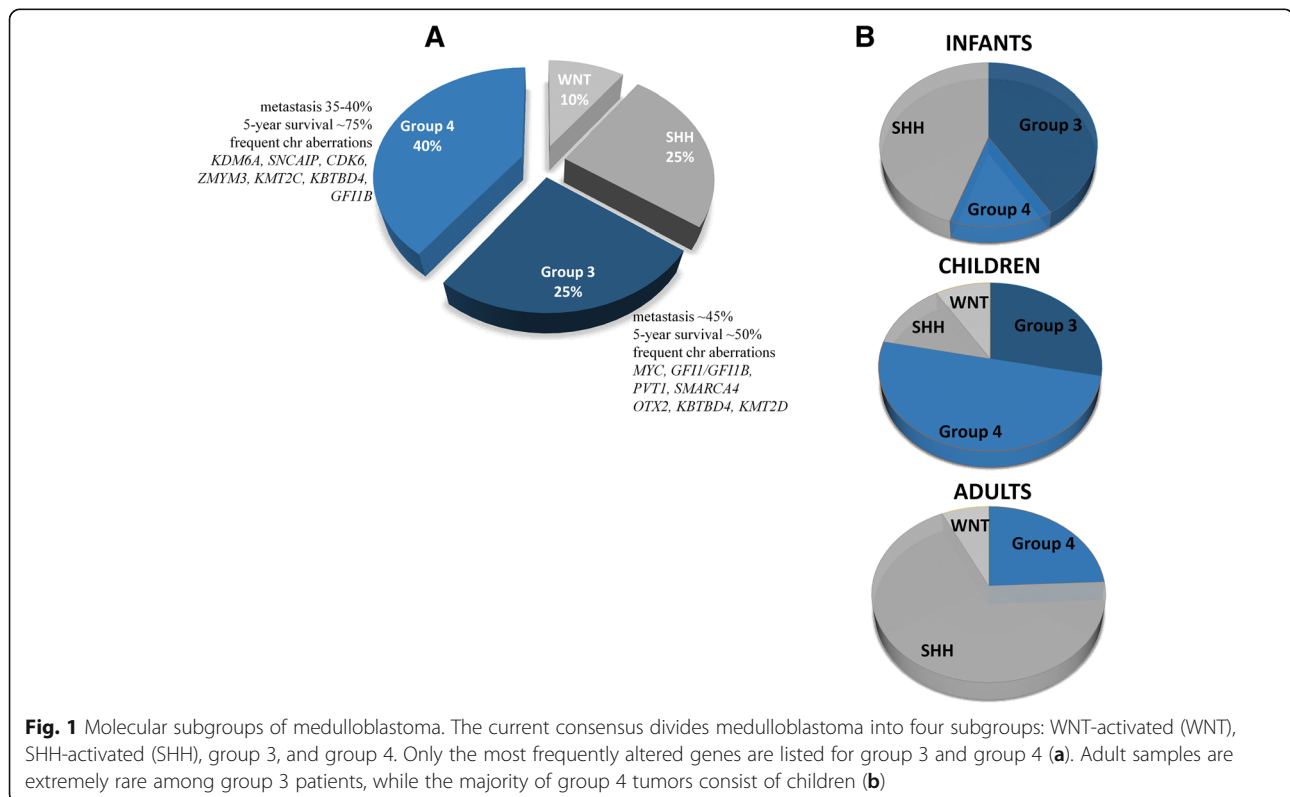 A
WNT
10%
SHH
25%
Group 4
40%
Group 3
25%
metastasis 35-40%
5-year survival ~75%
frequent chr aberrations
KDM6A, SNCAIP, CDK6,
ZMYM3, KMT2C, KBTBD4,
GFI1B
metastasis ~45%
5-year survival ~50%
frequent chr aberrations
MYC, GFI1/GFI1B,
PVT1, SMARCA4
OTX2, KBTBD4, KMT2D
B
INFANTS
SHH
Group 3
Group 4
CHILDREN
WNT
SHH
Group 3
Group 4
ADULTS
WNT
Group 4
SHH
Fig. 1 Molecular subgroups of medulloblastoma. The current consensus divides medulloblastoma into four subgroups: WNT-activated (WNT),
SHH-activated (SHH), group 3, and group 4. Only the most frequently altered genes are listed for group 3 and group 4 (a). Adult samples are
extremely rare among group 3 patients, while the majority of group 4 tumors consist of children (b)